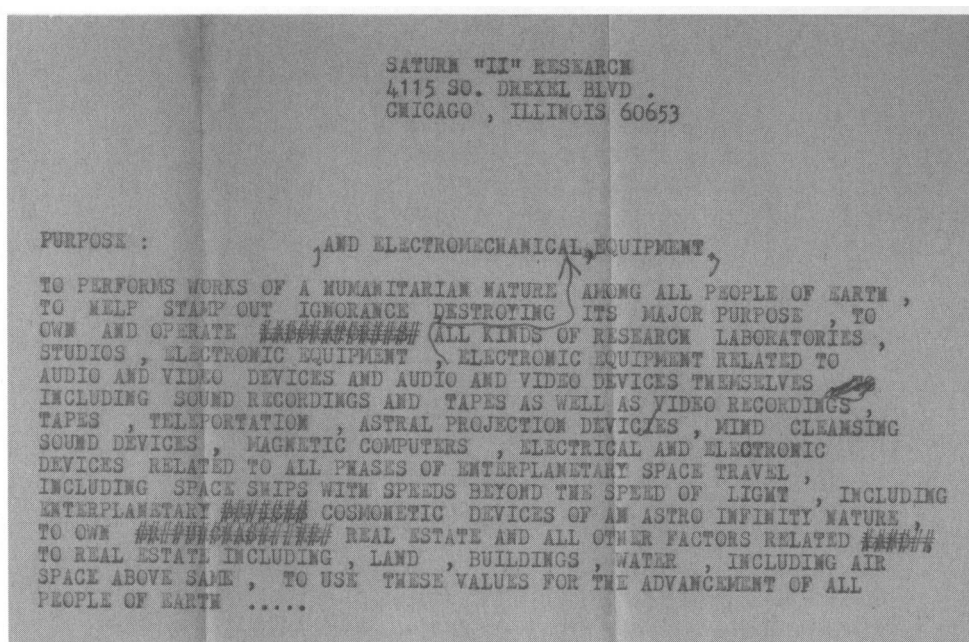 SATURN "II" RESEARCH
4115 SO. DREXEL BLVD .
CHICAGO , ILLINOIS 60653
PURPOSE :
, AND ELECTROMECHANICAL, EQUIPMENT,
TO PERFORMS WORKS OF A HUMANITARIAN NATURE AMONG ALL PEOPLE OF EARTH ,
TO HELP STAMP OUT IGNORANCE DESTROYING ITS MAJOR PURPOSE , TO
OWN AND OPERATE ALL KINDS OF RESEARCH LABORATORIES ,
STUDIOS , ELECTRONIC EQUIPMENT , ELECTRONIC EQUIPMENT RELATED TO
AUDIO AND VIDEO DEVICES AND AUDIO AND VIDEO DEVICES THEMSELVES
INCLUDING SOUND RECORDINGS AND TAPES AS WELL AS VIDEO RECORDINGS ,
TAPES , TELEPORTATION , ASTRAL PROJECTION DEVICIES , MIND CLEANSING
SOUND DEVICES , MAGNETIC COMPUTERS , ELECTRICAL AND ELECTRONIC
DEVICES RELATED TO ALL PHASES OF ENTERPLANETARY SPACE TRAVEL ,
INCLUDING SPACE SHIPS WITH SPEEDS BEYOND THE SPEED OF LIGHT , INCLUDING
ENTERPLANETARY DEVICES COSMONETIC DEVICES OF AN ASTRO INFINITY NATURE ,
TO OWN REAL ESTATE AND ALL OTHER FACTORS RELATED
TO REAL ESTATE INCLUDING , LAND , BUILDINGS , WATER , INCLUDING AIR
SPACE ABOVE SAME , TO USE THESE VALUES FOR THE ADVANCEMENT OF ALL
PEOPLE OF EARTH .....